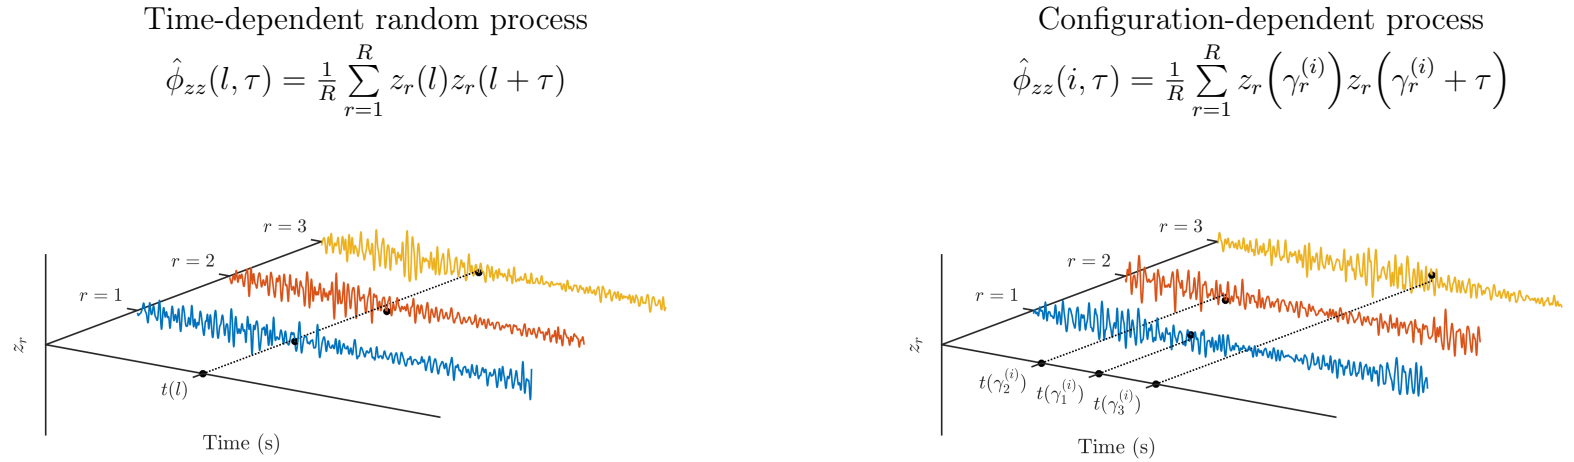 Time-dependent random process
$\hat{\phi}_{zz}(l, \tau) = \frac{1}{R} \sum_{r=1}^{R} z_r(l) z_r(l + \tau)$
r = 3
r = 2
r = 1
$z_r$
t(l)
Time (s)
Configuration-dependent process
$\hat{\phi}_{zz}(i, \tau) = \frac{1}{R} \sum_{r=1}^{R} z_r\left(\gamma_r^{(i)}\right) z_r\left(\gamma_r^{(i)} + \tau\right)$
r = 3
r = 2
r = 1
$z_r$
$t(\gamma_2^{(i)})$
$t(\gamma_1^{(i)})$
$t(\gamma_3^{(i)})$
Time (s)